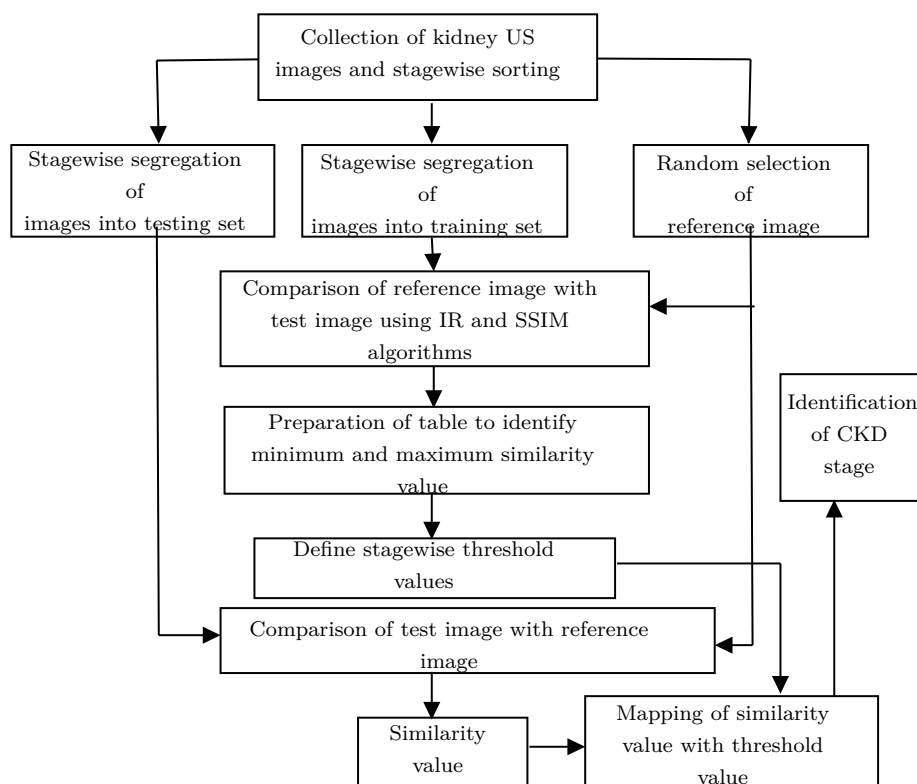 Collection of kidney US
images and stagewise sorting
Stagewise segregation
of
images into testing set
Stagewise segregation
of
images into training set
Random selection
of
reference image
Comparison of reference image with
test image using IR and SSIM
algorithms
Preparation of table to identify
minimum and maximum similarity
value
Identification
of CKD
stage
Define stagewise threshold
values
Comparison of test image with reference
image
Similarity
value
Mapping of similarity
value with threshold
value